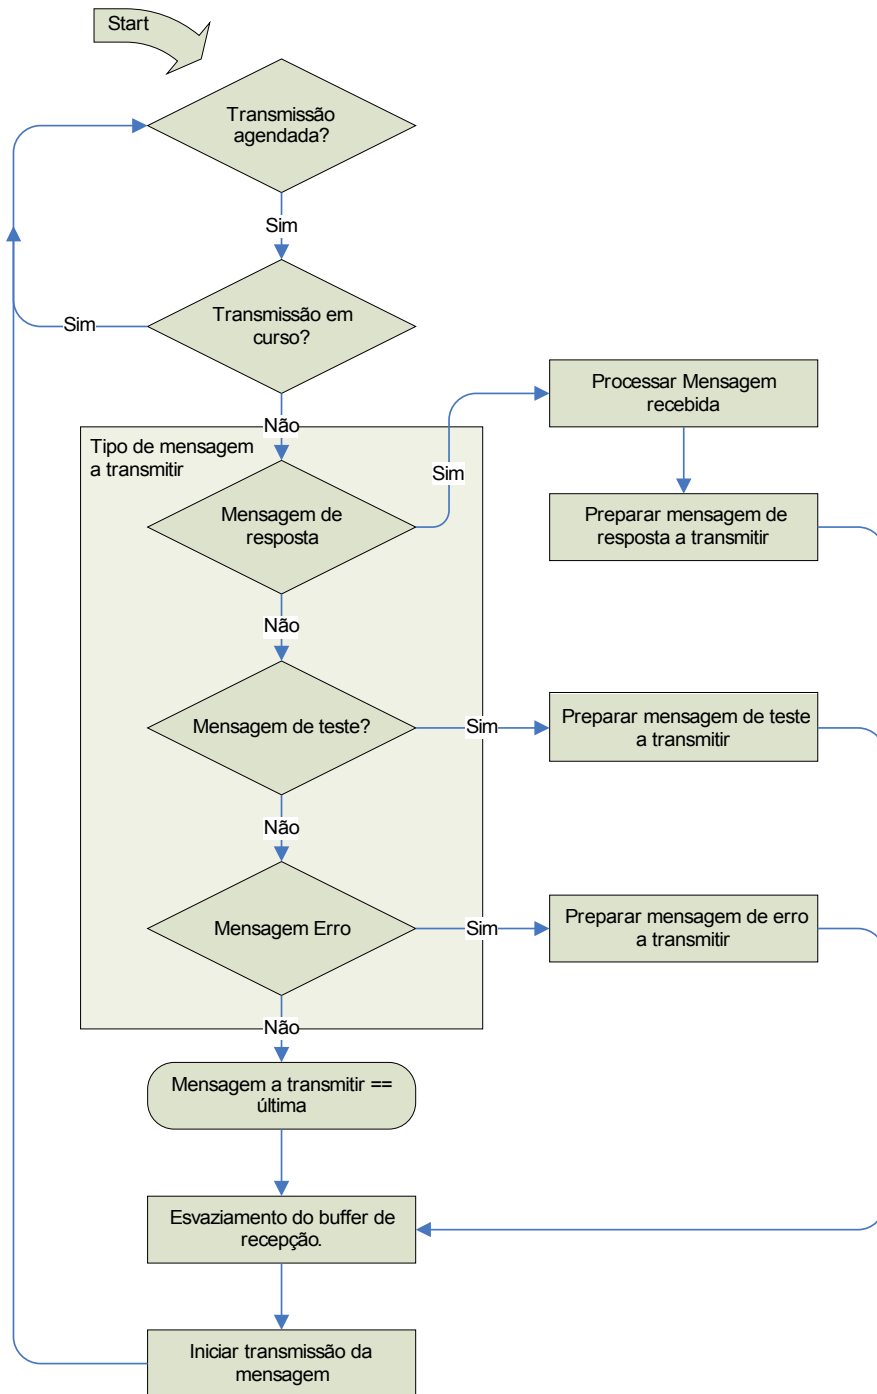 Start
Transmissão
agendada?
Sim
Transmissão em
curso?
Sim
Não
Processar Mensagem
recebida
Tipo de mensagem
a transmitir
Sim
Mensagem de
resposta
Preparar mensagem de
resposta a transmitir
Não
Mensagem de teste?
Sim
Preparar mensagem de teste
a transmitir
Não
Mensagem Erro
Sim
Preparar mensagem de erro
a transmitir
Não
Mensagem a transmitir ==
última
Esvaziamento do buffer de
recepção.
Iniciar transmissão da
mensagem